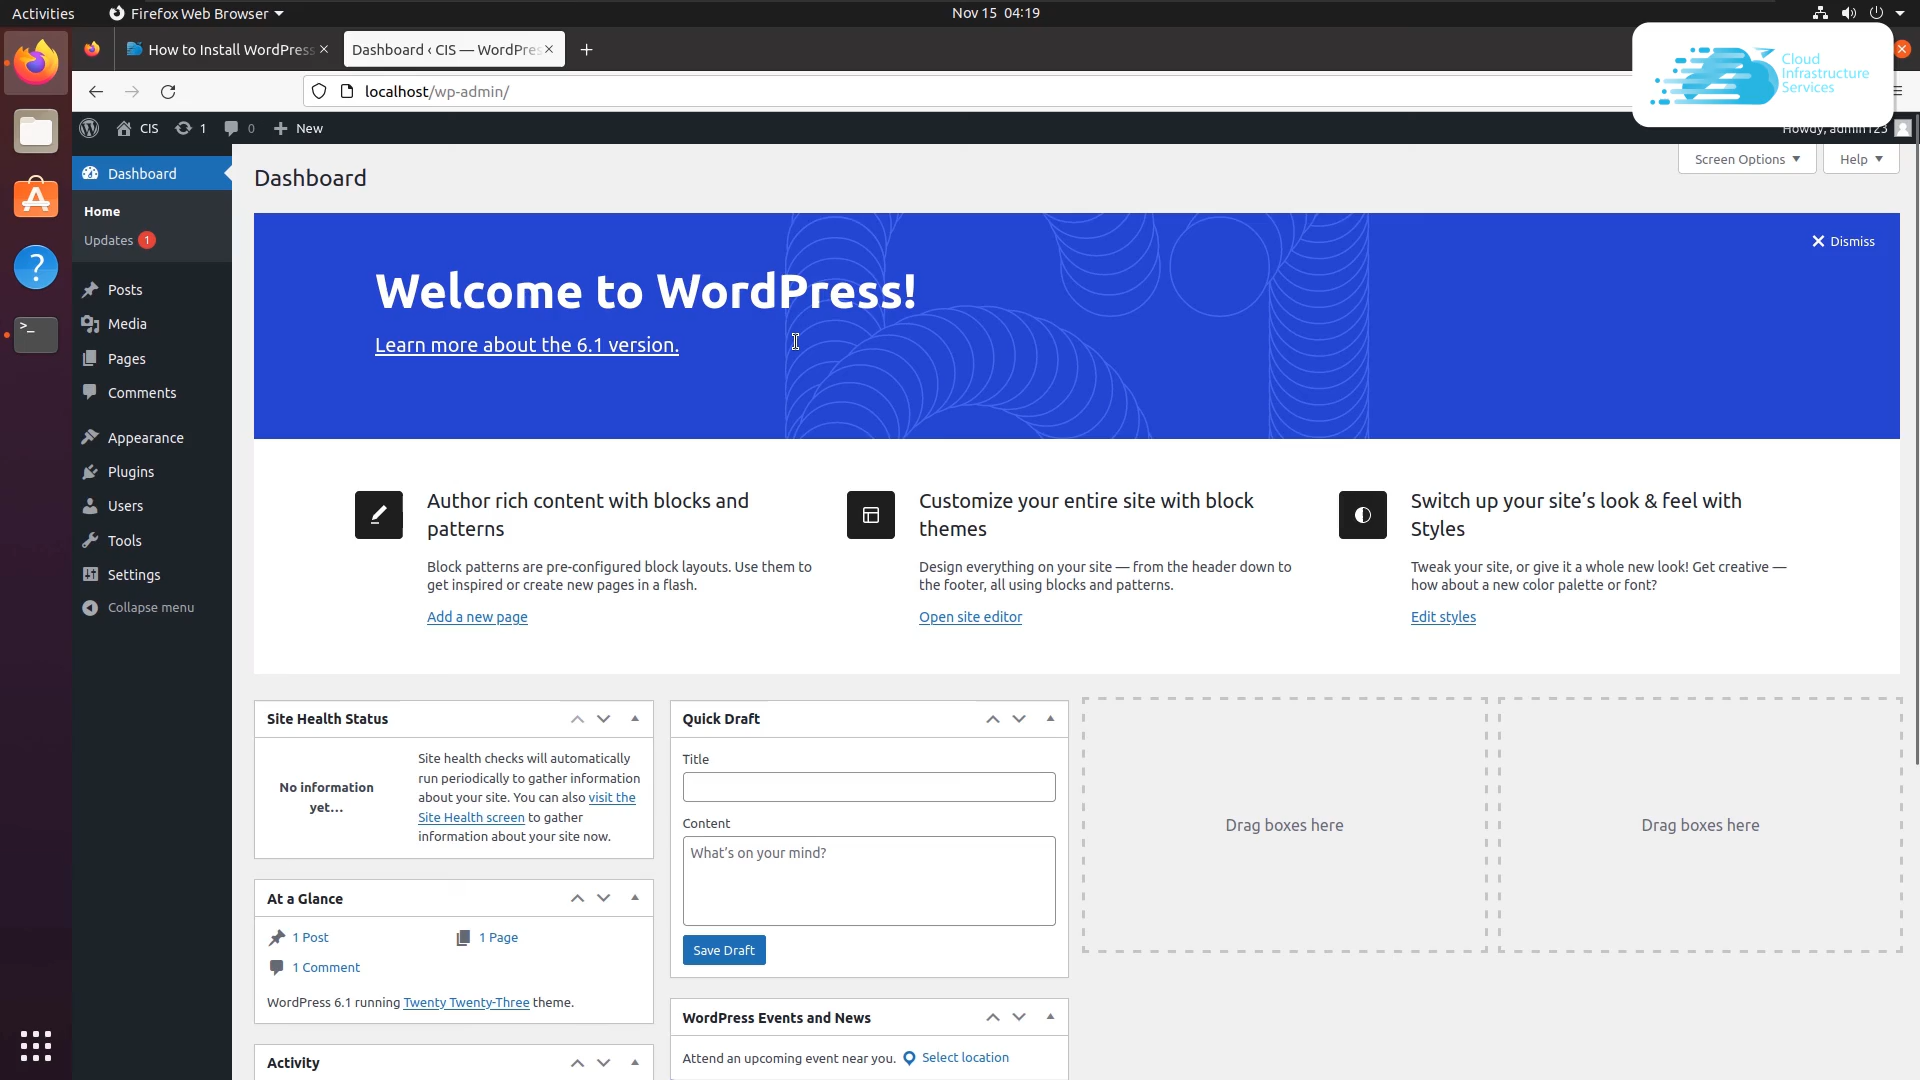 Activities
Firefox Web Browser
Nov 15 04:19
How to Install WordPress
Dashboard ‹ CIS — WordPres
localhost/wp-admin/
Cloud
Infrastructure
Services
CIS
1
0
New
Howdy, admin123
Dashboard
Home
Updates 1
Posts
Media
Pages
Comments
Appearance
Plugins
Users
Tools
Settings
Collapse menu
Dashboard
Screen Options
Help
Dismiss
Welcome to WordPress!
Learn more about the 6.1 version.
Author rich content with blocks and
patterns
Block patterns are pre-configured block layouts. Use them to
get inspired or create new pages in a flash.
Add a new page
Customize your entire site with block
themes
Design everything on your site — from the header down to
the footer, all using blocks and patterns.
Open site editor
Switch up your site’s look & feel with
Styles
Tweak your site, or give it a whole new look! Get creative —
how about a new color palette or font?
Edit styles
Site Health Status
No information
yet...
Site health checks will automatically
run periodically to gather information
about your site. You can also visit the
Site Health screen to gather
information about your site now.
At a Glance
1 Post
1 Page
1 Comment
WordPress 6.1 running Twenty Twenty-Three theme.
Activity
Quick Draft
Title
Content
What’s on your mind?
Save Draft
WordPress Events and News
Attend an upcoming event near you.
Select location
Drag boxes here
Drag boxes here